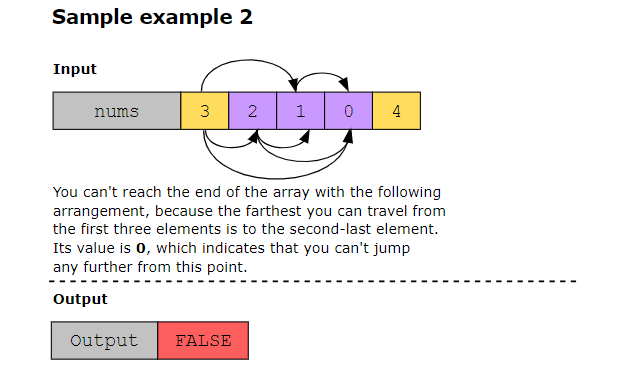 Sample example 2
Input
nums 3 2 1 0 4
You can't reach the end of the array with the following
arrangement, because the farthest you can travel from
the first three elements is to the second-last element.
Its value is 0, which indicates that you can't jump
any further from this point.
Output
Output FALSE